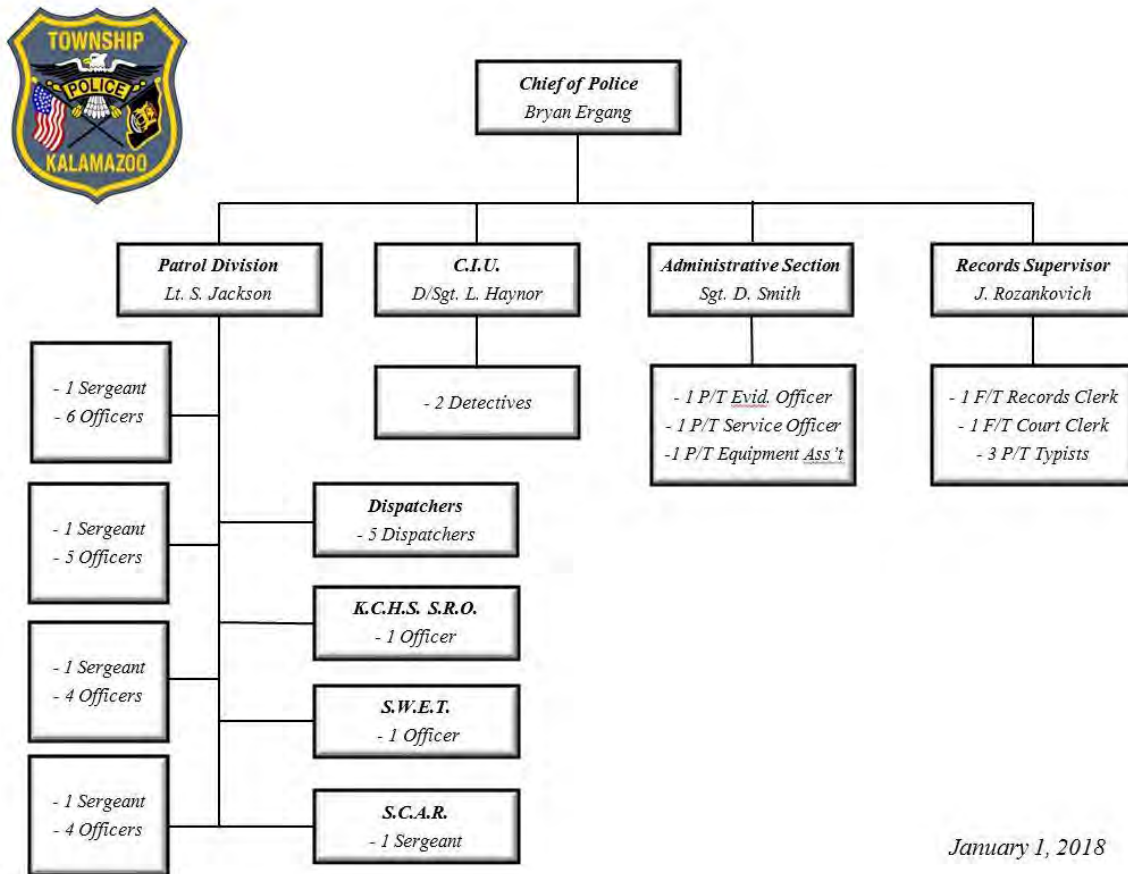 TOWNSHIP
POLICE
KALAMAZOO
Chief of Police
Bryan Ergang
Patrol Division
Lt. S. Jackson
C.I.U.
D/Sgt. L. Haynor
Administrative Section
Sgt. D. Smith
Records Supervisor
J. Rozankovich
- 1 Sergeant
- 6 Officers
- 2 Detectives
- 1 P/T Evid. Officer
- 1 P/T Service Officer
-1 P/T Equipment Ass't
- 1 F/T Records Clerk
- 1 F/T Court Clerk
- 3 P/T Typists
- 1 Sergeant
- 5 Officers
Dispatchers
- 5 Dispatchers
K.C.H.S. S.R.O.
- 1 Officer
- 1 Sergeant
- 4 Officers
S.W.E.T.
- 1 Officer
- 1 Sergeant
- 4 Officers
S.C.A.R.
- 1 Sergeant
January 1, 2018